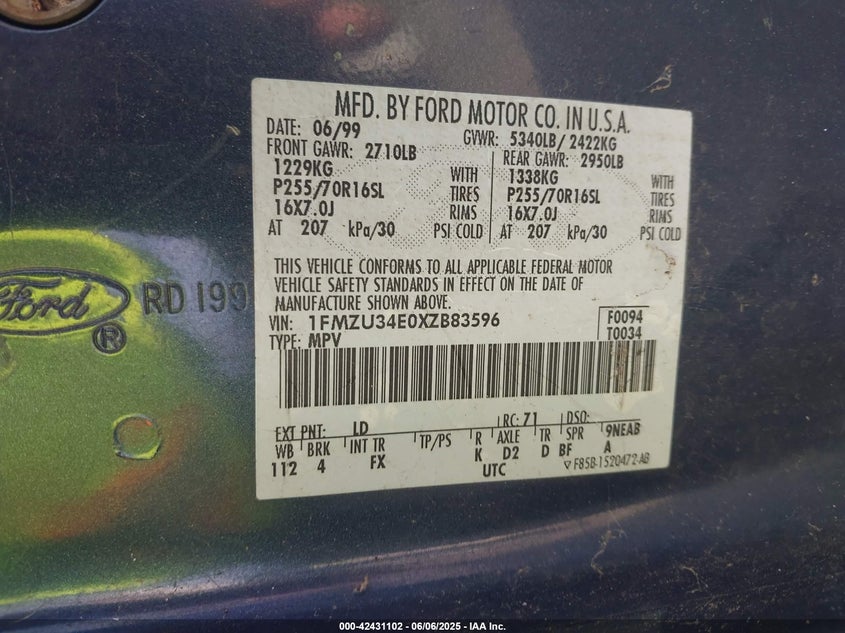 MFD. BY FORD MOTOR CO. IN U.S.A.
DATE: 06/99 GVWR: 5340LB/ 2422KG
FRONT GAWR: 2710LB REAR GAWR: 2950LB
1229KG WITH 1338KG WITH
P255/70R16SL TIRES P255/70R16SL TIRES
16X7.0J RIMS 16X7.0J RIMS
AT 207 kPa/30 PSI COLD AT 207 kPa/30 PSI COLD
THIS VEHICLE CONFORMS TO ALL APPLICABLE FEDERAL MOTOR
VEHICLE SAFETY STANDARDS IN EFFECT ON THE DATE OF
MANUFACTURE SHOWN ABOVE.
VIN: 1FMZU34E0XZB83596 F0094
TYPE: MPV T0034
EXT PNT: LD RC: 71 DSO:
WB BRK INT TR TP/PS R AXLE TR SPR 9NEAB
112 4 FX K D2 D BF A
UTC F85B-1520472-AB
Ford RD 199
®
000-42431102 - 06/06/2025 - IAA Inc.